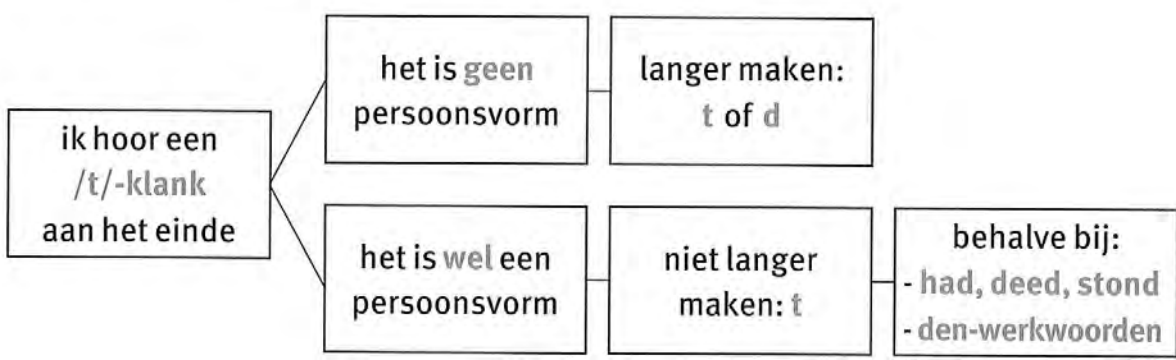 ik hoor een
/t/-klank
aan het einde
het is geen
persoonsvorm
langer maken:
t of d
het is wel een
persoonsvorm
niet langer
maken: t
behalve bij:
- had, deed, stond
- den-werkwoorden